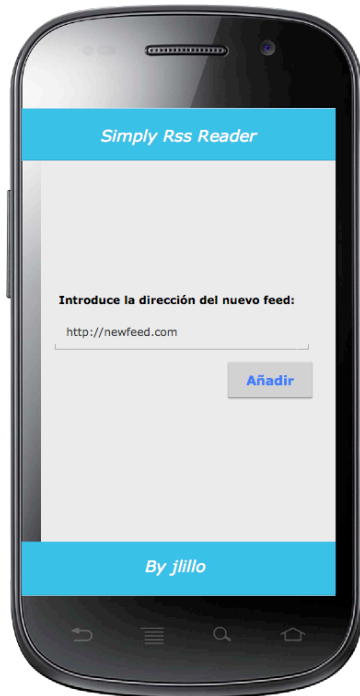 Simply Rss Reader
Introduce la dirección del nuevo feed:
http://newfeed.com
Añadir
By jlillo